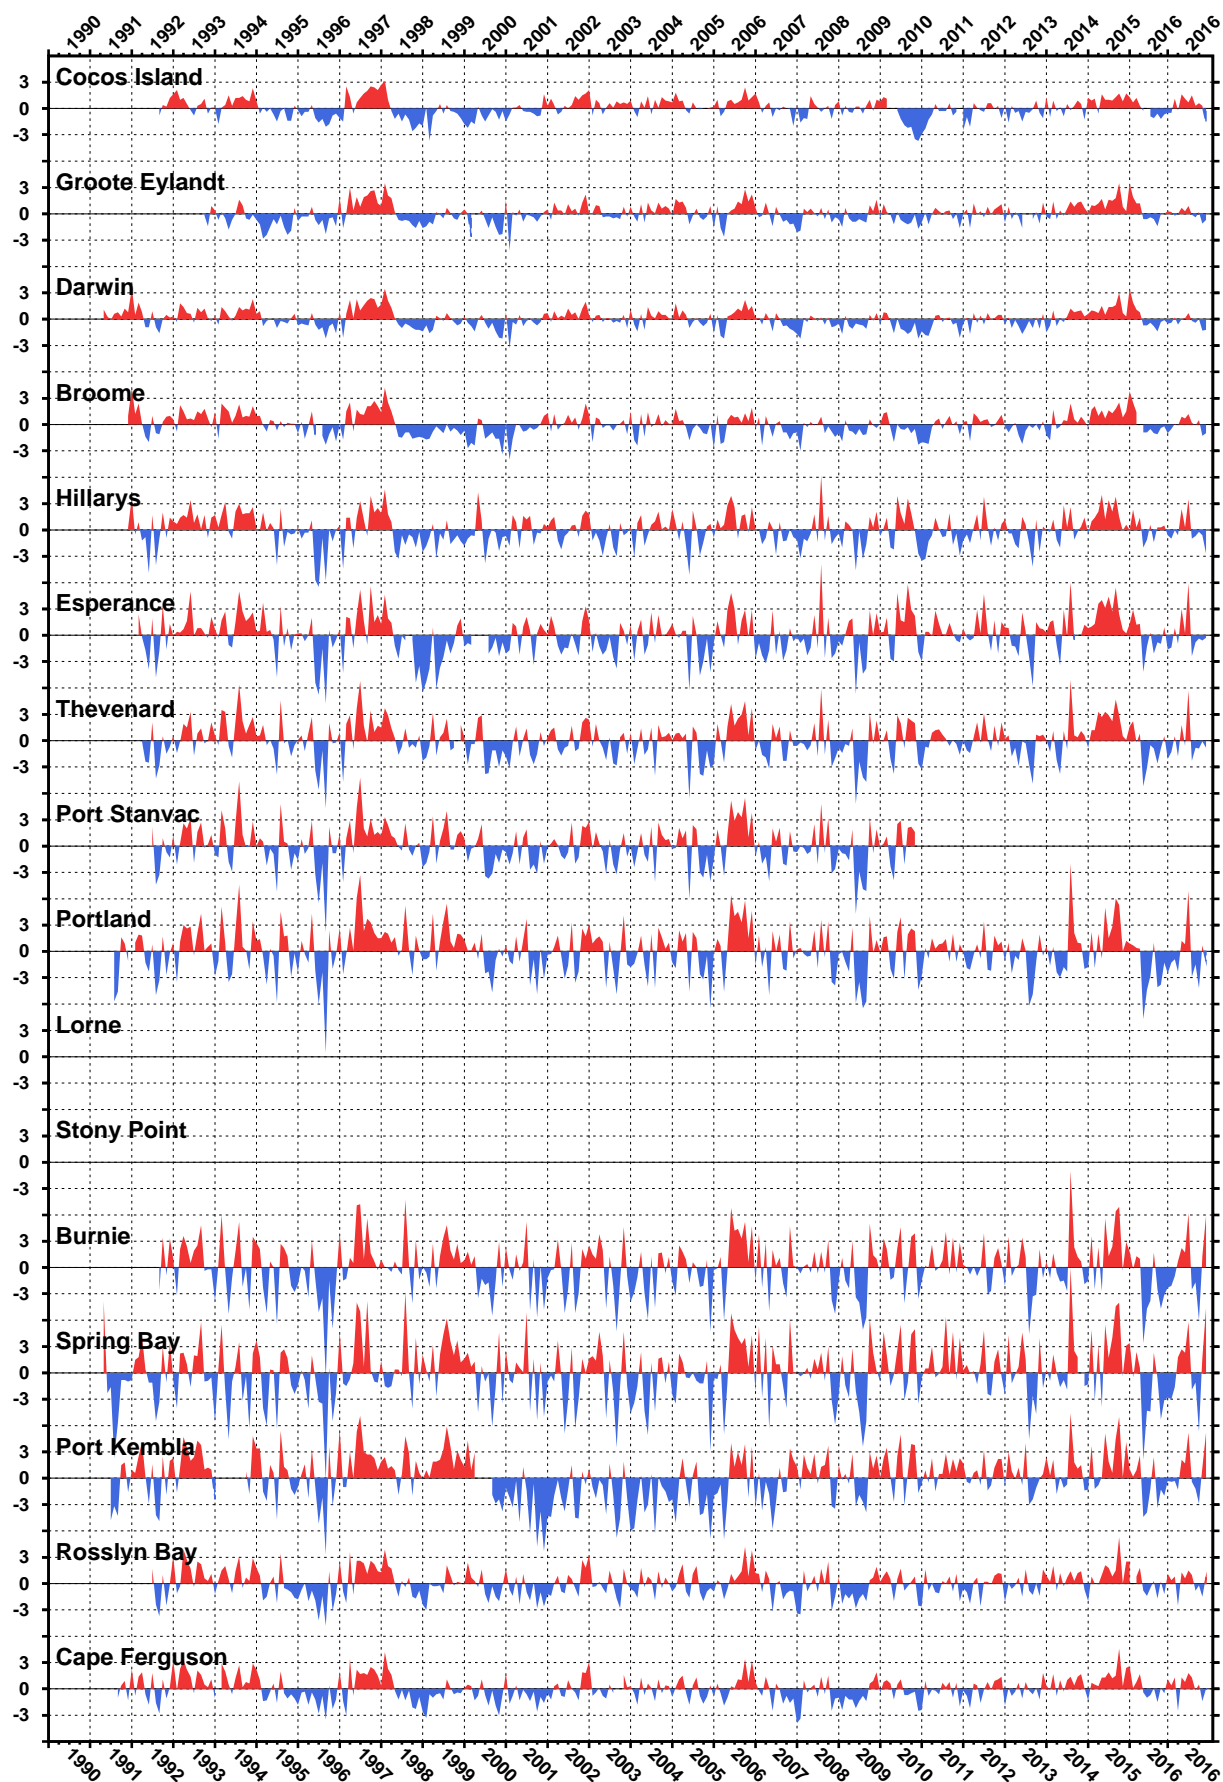 1990 1991 1992 1993 1994 1995 1996 1997 1998 1999 2000 2001 2002 2003 2004 2005 2006 2007 2008 2009 2010 2011 2012 2013 2014 2015 2016 2016
Cocos Island
3
0
-3
Groote Eylandt
3
0
-3
Darwin
3
0
-3
Broome
3
0
-3
Hillarys
3
0
-3
Esperance
3
0
-3
Thevenard
3
0
-3
Port Stanvac
3
0
-3
Portland
3
0
-3
Lorne
3
0
-3
Stony Point
3
0
-3
Burnie
3
0
-3
Spring Bay
3
0
-3
Port Kembla
3
0
-3
Rosslyn Bay
3
0
-3
Cape Ferguson
3
0
-3
1990 1991 1992 1993 1994 1995 1996 1997 1998 1999 2000 2001 2002 2003 2004 2005 2006 2007 2008 2009 2010 2011 2012 2013 2014 2015 2016 2016